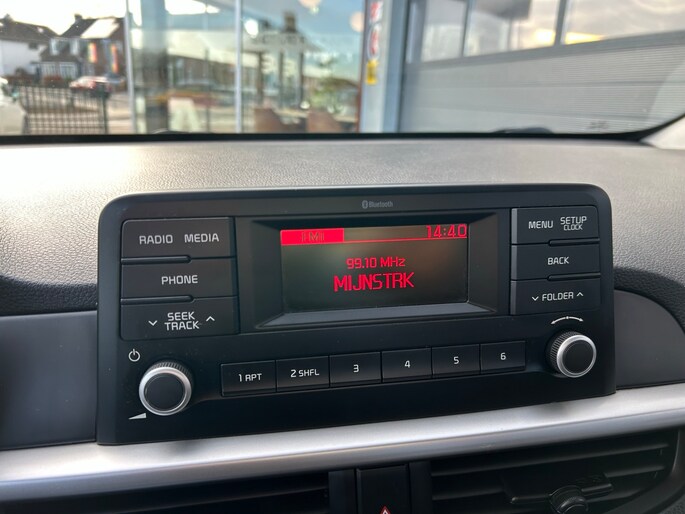 Bluetooth
RADIO MEDIA
PHONE
SEEK
TRACK
FM1 14:40
99.10 MHz
MIJNSTRK
MENU SETUP
CLOCK
BACK
FOLDER
1 RPT 2 SHFL 3 4 5 6